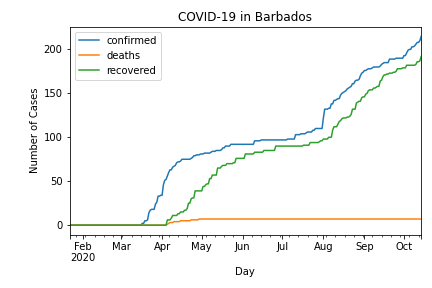 COVID-19 in Barbados
confirmed
deaths
recovered
Number of Cases
200
150
100
50
0
Feb
2020
Mar
Apr
May
Jun
Jul
Aug
Sep
Oct
Day